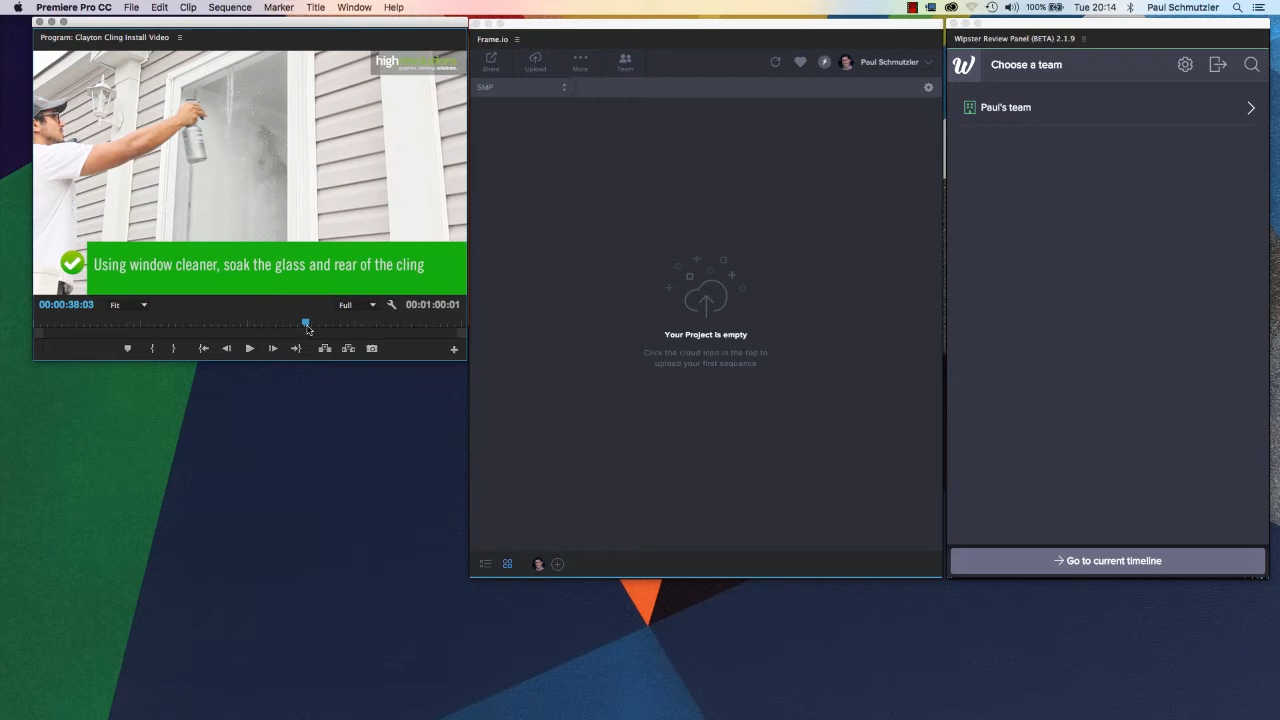 Premiere Pro CC File Edit Clip Sequence Marker Title Window Help
100% Tue 20:14 Paul Schmutzler
Program: Clayton Cling Install Video
Using window cleaner, soak the glass and rear of the cling
00:00:38:03 Fit Full 00:01:00:01
Frame.io
Share Upload More Team Paul Schmutzler
SMP
Your Project is empty
Click the cloud icon in the top to
upload your first sequence
Wipster Review Panel (BETA) 2.1.9
Choose a team
Paul's team
Go to current timeline